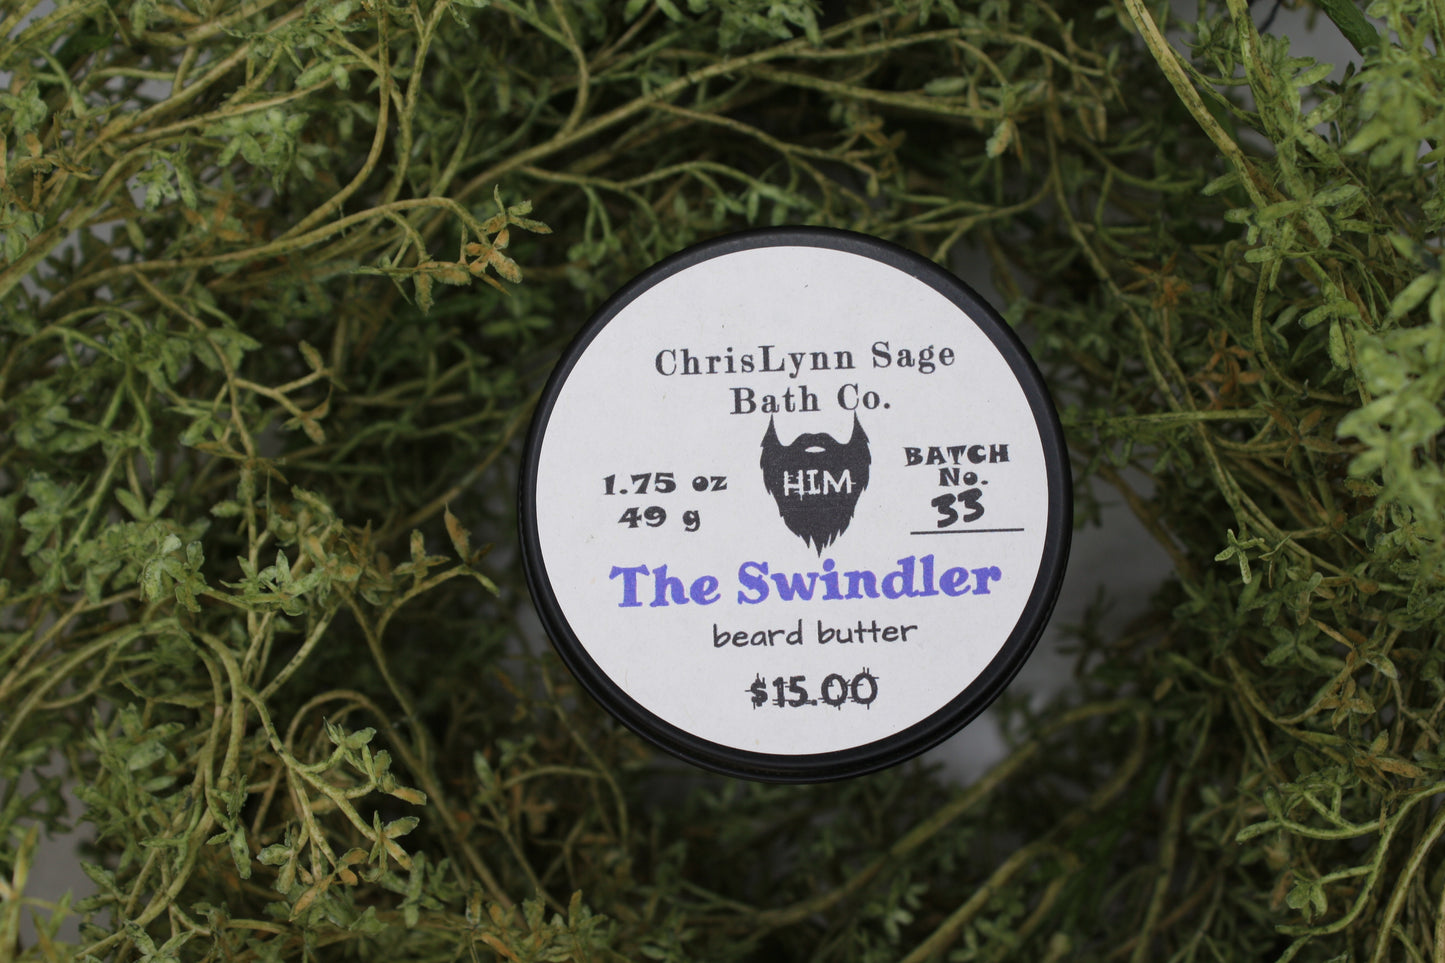 ChrisLynn Sage
Bath Co.
HIM
1.75 oz
49 g
BATCH
No.
33
The Swindler
beard butter
$15.00